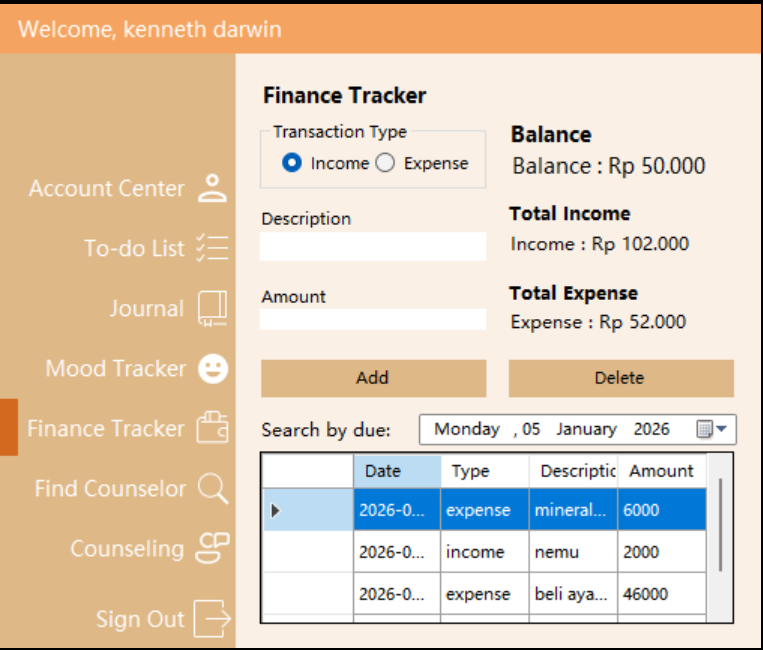 Welcome, kenneth darwin
Account Center
To-do List
Journal
Mood Tracker
Finance Tracker
Find Counselor
Counseling
Sign Out
Finance Tracker
Transaction Type
Income Expense
Description
Amount
Balance
Balance : Rp 50.000
Total Income
Income : Rp 102.000
Total Expense
Expense : Rp 52.000
Add Delete
Search by due: Monday , 05 January 2026
Date Type Descriptic Amount
2026-0... expense mineral... 6000
2026-0... income nemu 2000
2026-0... expense beli aya... 46000